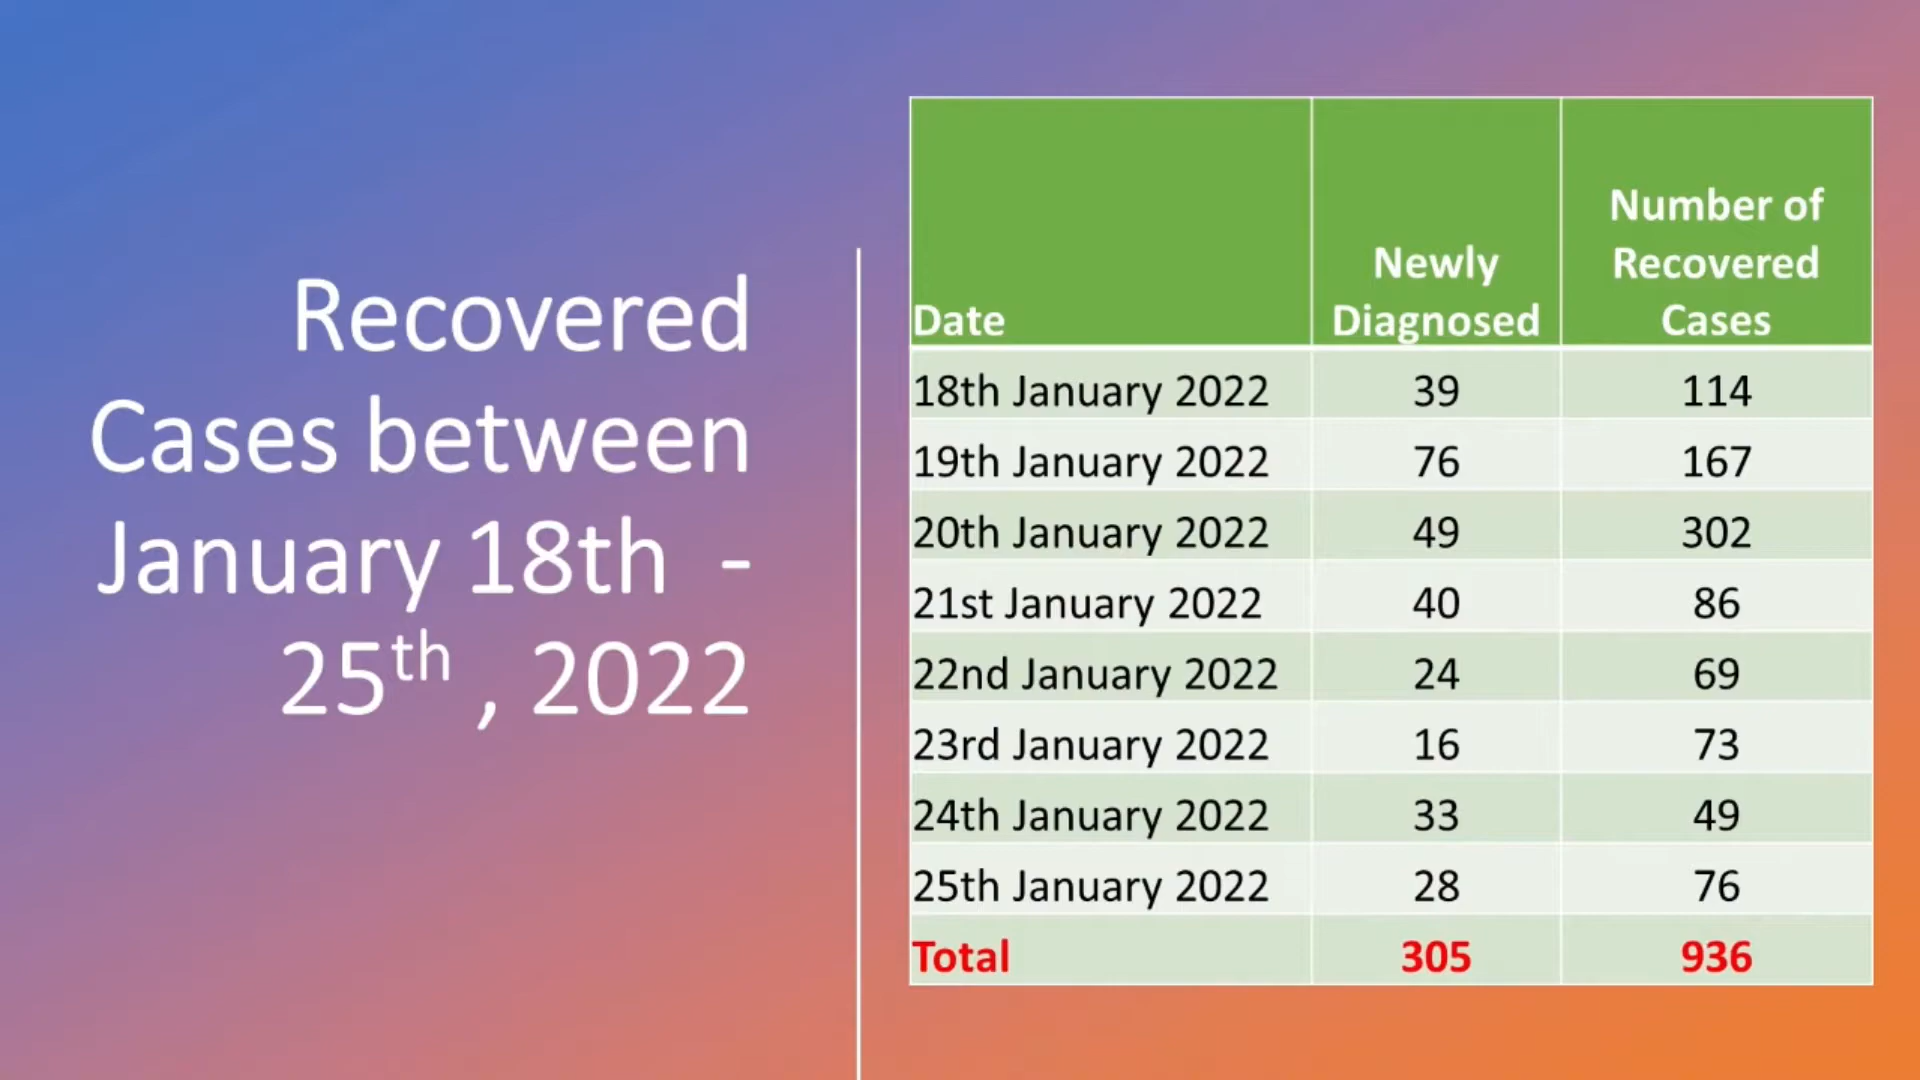 Recovered
Cases between
January 18th -
25th , 2022
Date Newly Diagnosed Number of Recovered Cases
18th January 2022 39 114
19th January 2022 76 167
20th January 2022 49 302
21st January 2022 40 86
22nd January 2022 24 69
23rd January 2022 16 73
24th January 2022 33 49
25th January 2022 28 76
Total 305 936